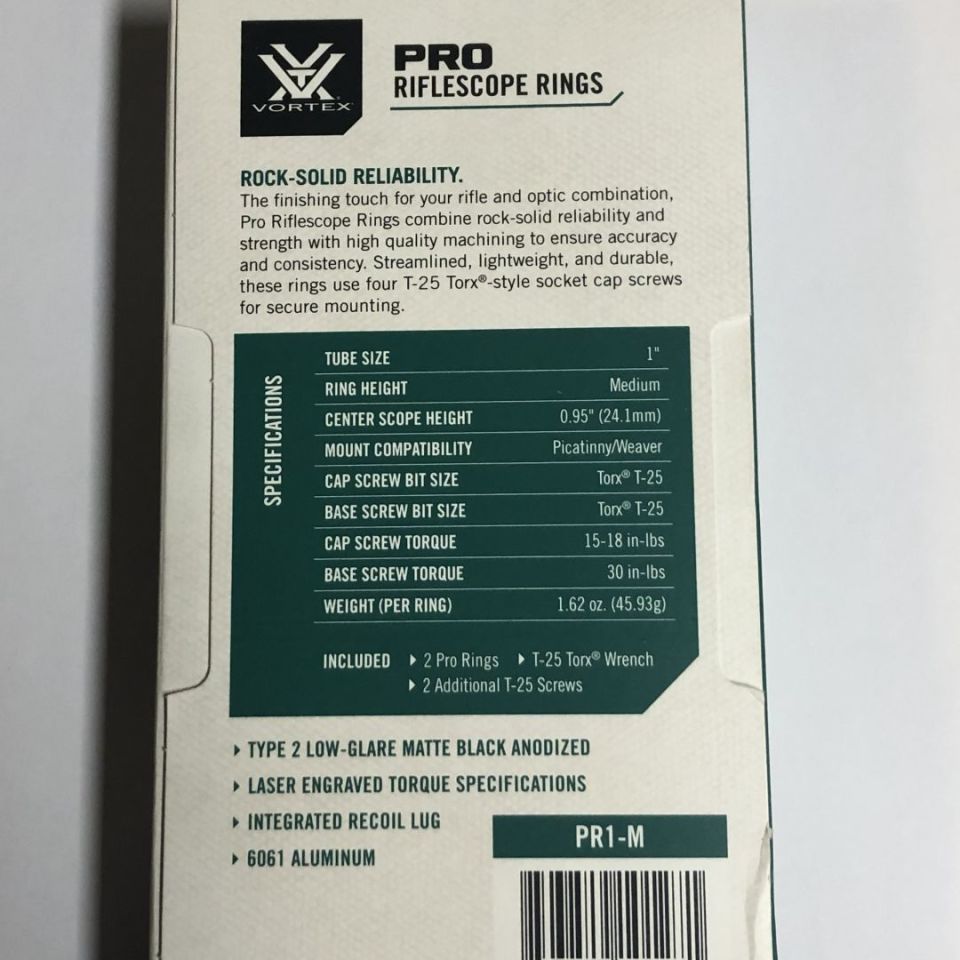 VORTEX
PRO
RIFLESCOPE RINGS
ROCK-SOLID RELIABILITY.
The finishing touch for your rifle and optic combination,
Pro Riflescope Rings combine rock-solid reliability and
strength with high quality machining to ensure accuracy
and consistency. Streamlined, lightweight, and durable,
these rings use four T-25 Torx®-style socket cap screws
for secure mounting.
SPECIFICATIONS
TUBE SIZE 1"
RING HEIGHT Medium
CENTER SCOPE HEIGHT 0.95" (24.1mm)
MOUNT COMPATIBILITY Picatinny/Weaver
CAP SCREW BIT SIZE Torx® T-25
BASE SCREW BIT SIZE Torx® T-25
CAP SCREW TORQUE 15-18 in-lbs
BASE SCREW TORQUE 30 in-lbs
WEIGHT (PER RING) 1.62 oz. (45.93g)
INCLUDED ▸ 2 Pro Rings ▸ T-25 Torx® Wrench
▸ 2 Additional T-25 Screws
▸ TYPE 2 LOW-GLARE MATTE BLACK ANODIZED
▸ LASER ENGRAVED TORQUE SPECIFICATIONS
▸ INTEGRATED RECOIL LUG
▸ 6061 ALUMINUM
PR1-M